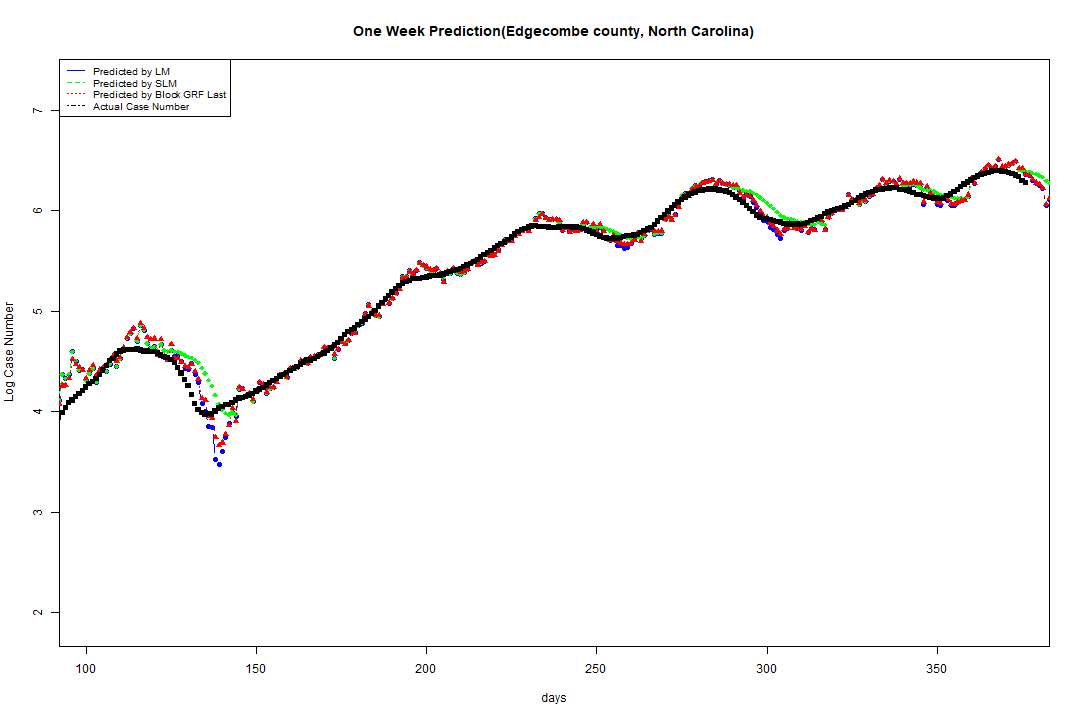 One Week Prediction(Edgecombe county, North Carolina)
Predicted by LM
Predicted by SLM
Predicted by Block GRF Last
Actual Case Number
7
6
5
4
3
2
Log Case Number
100 150 200 250 300 350
days